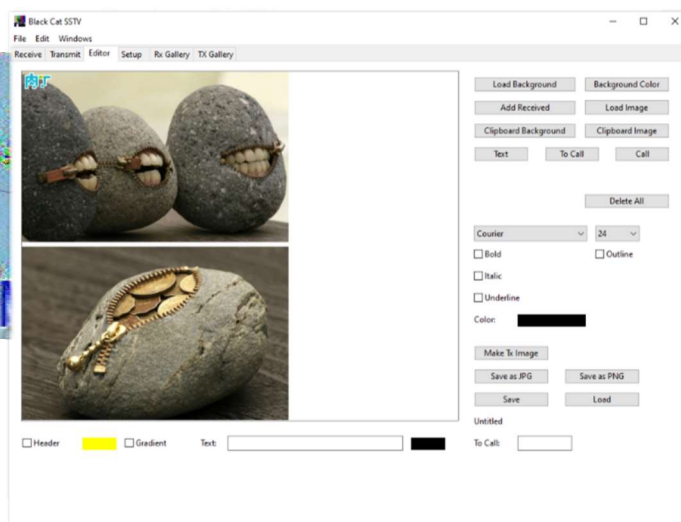 Black Cat SSTV
File Edit Windows
Receive Transmit Editor Setup Rx Gallery TX Gallery
肉丁
Load Background Background Color
Add Received Load Image
Clipboard Background Clipboard Image
Text To Call Call
Delete All
Courier 24
Bold Outline
Italic
Underline
Color:
Make Tx Image
Save as JPG Save as PNG
Save Load
Untitled
Header Gradient Text: To Call: